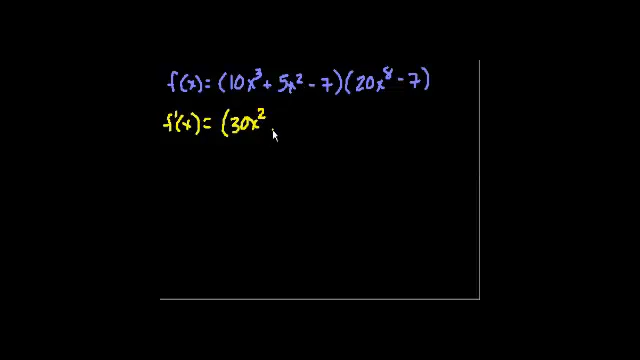 f(x) = (10x³ + 5x² - 7)(20x⁸ - 7)
f'(x) = (30x²